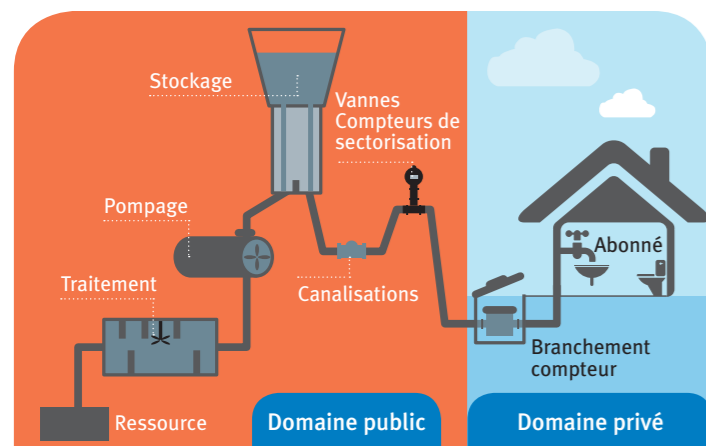 Stockage
Vannes
Compteurs de
sectorisation
Pompage
Abonné
Traitement
Canalisations
Branchement
compteur
Ressource
Domaine public
Domaine privé